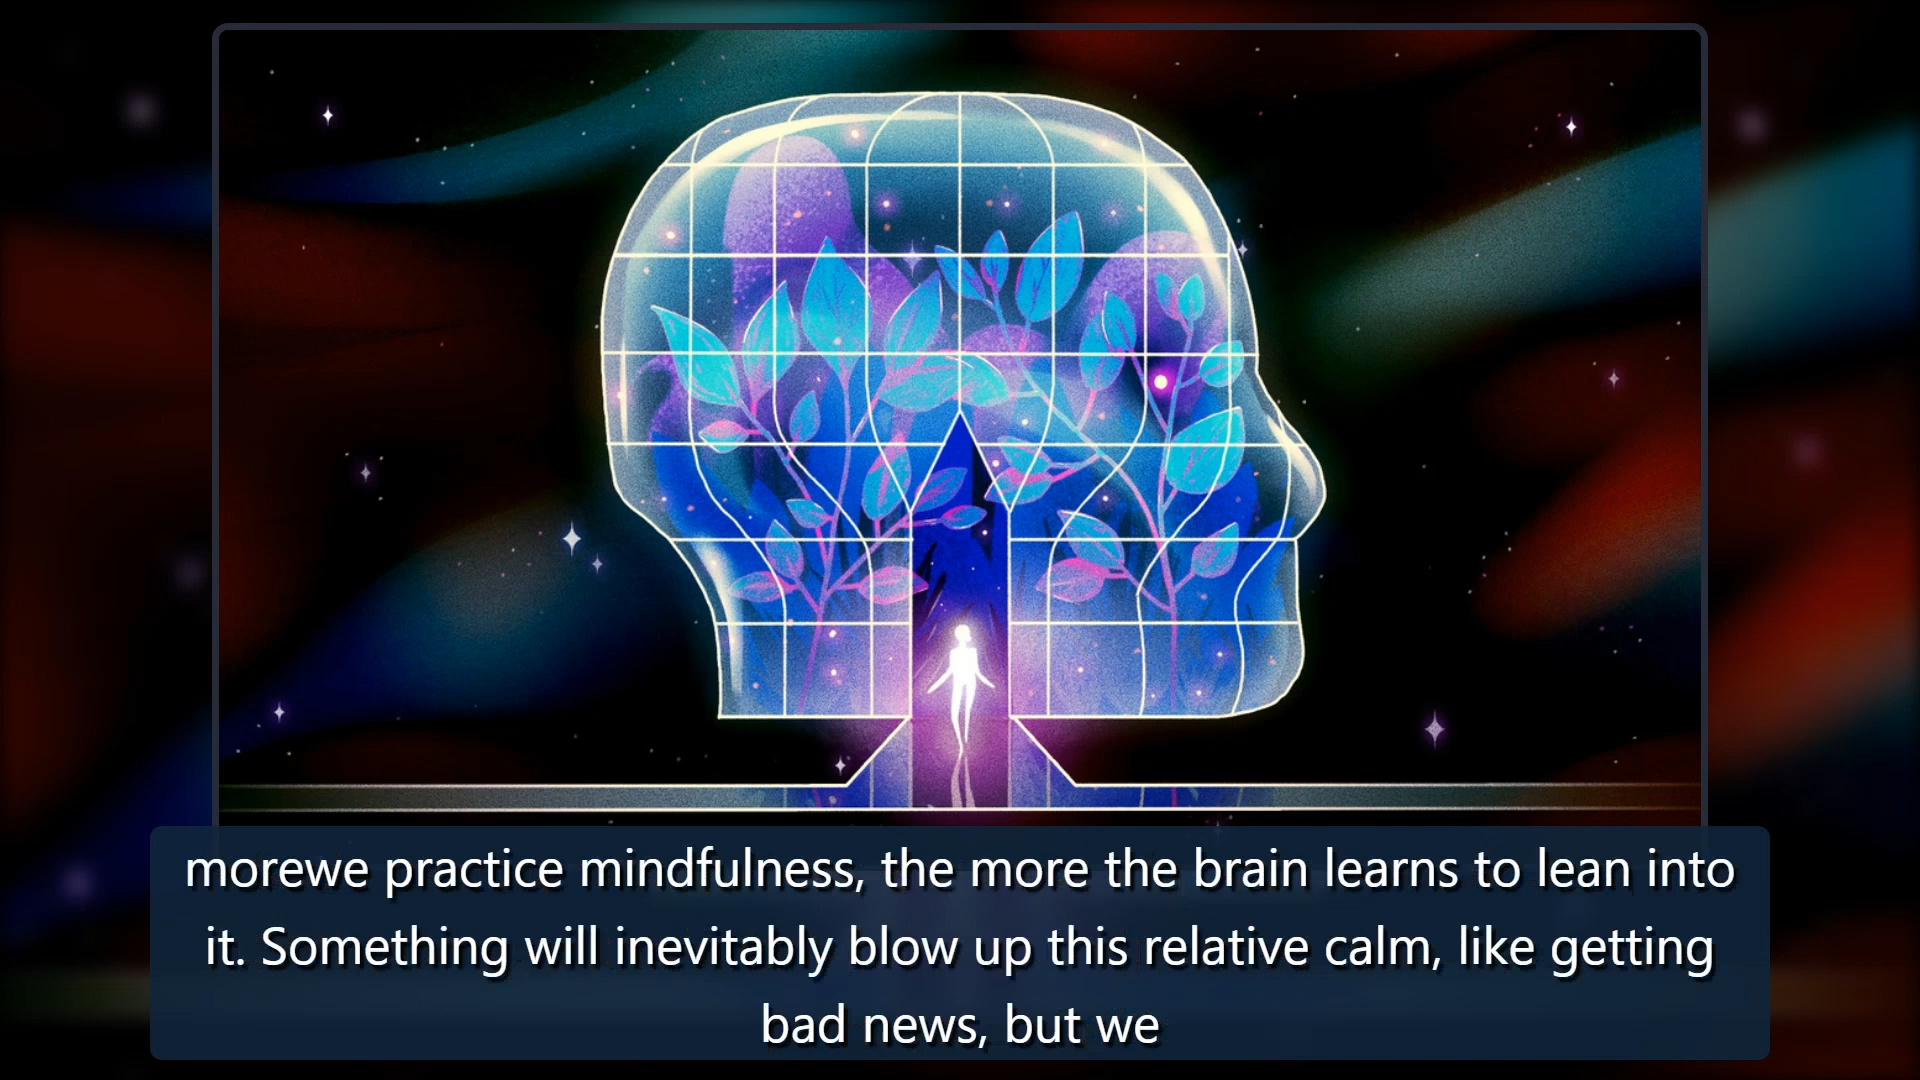 morewe practice mindfulness, the more the brain learns to lean into
it. Something will inevitably blow up this relative calm, like getting
bad news, but we